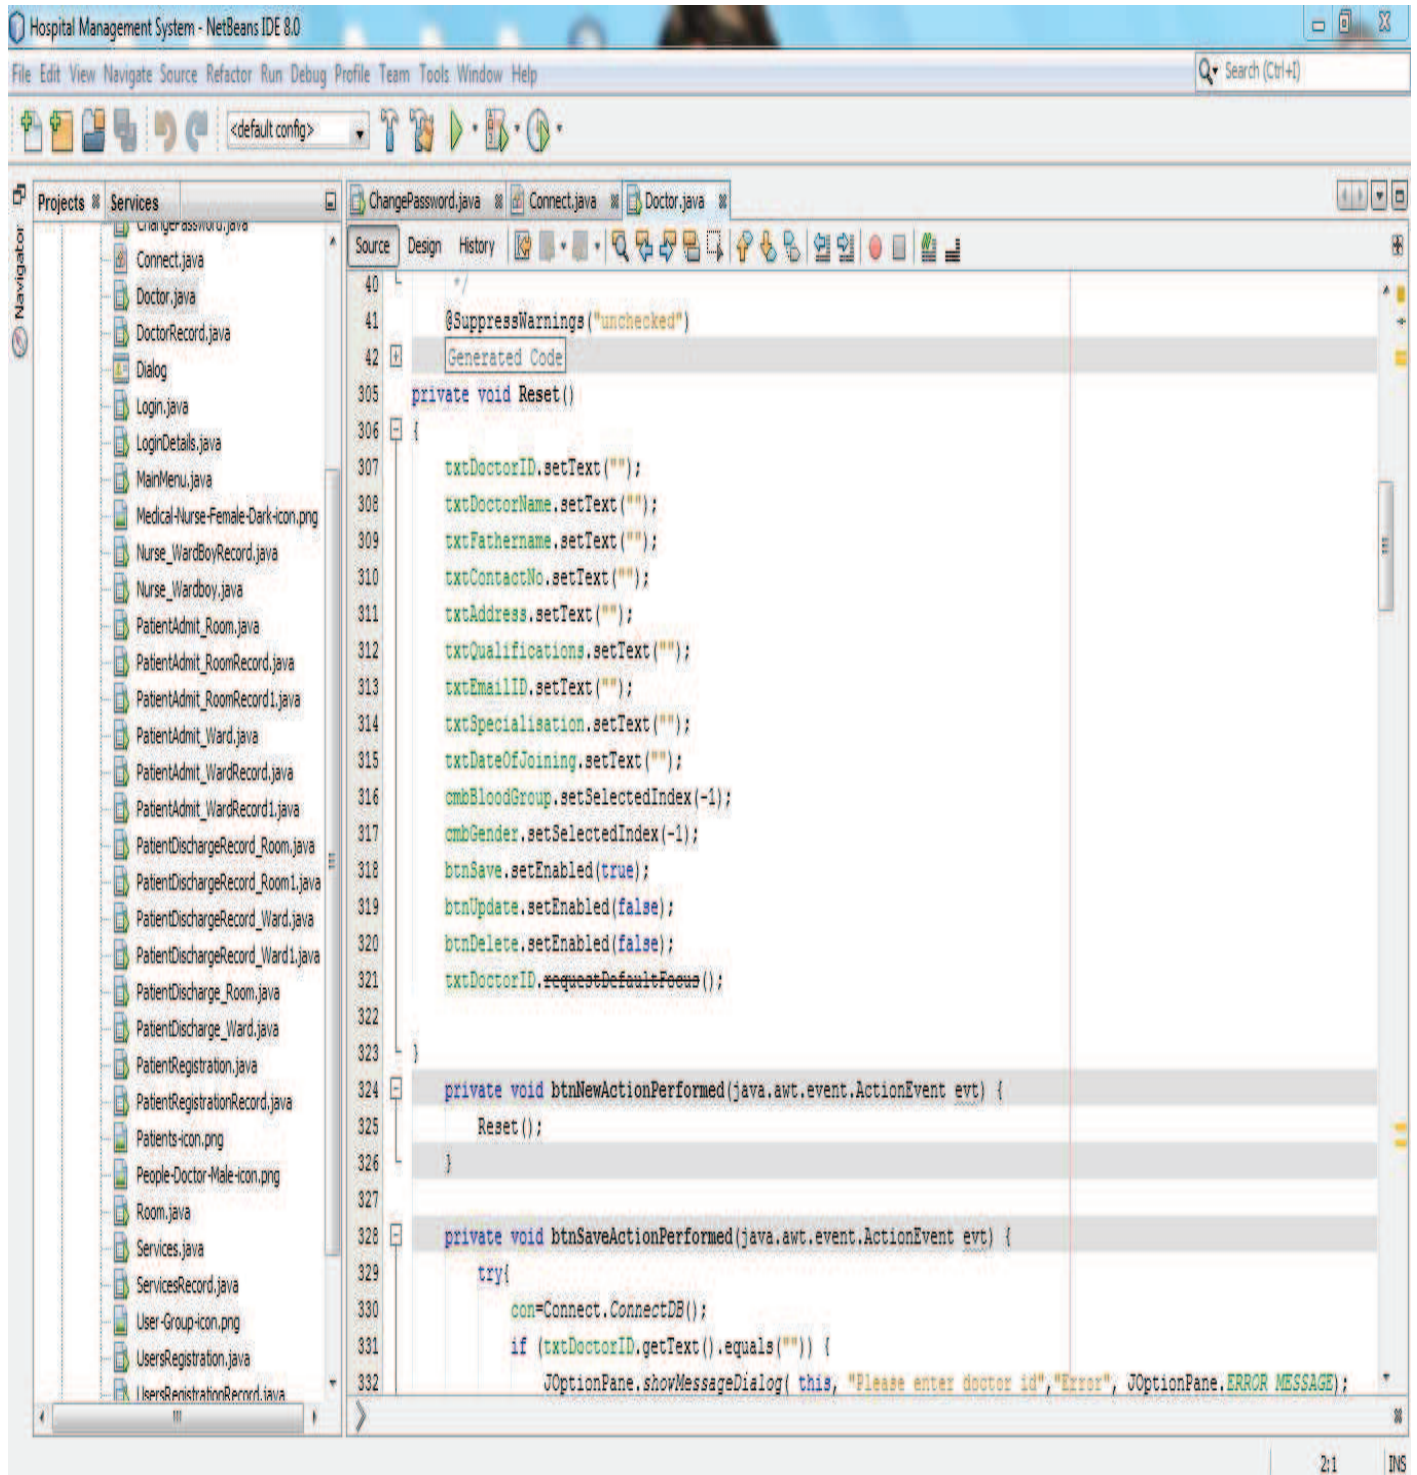 Hospital Management System - NetBeans IDE 8.0
File Edit View Navigate Source Refactor Run Debug Profile Team Tools Window Help
Search (Ctrl+I)
<default config>
Navigator
Projects Services
ChangePassword.java
Connect.java
Doctor.java
DoctorRecord.java
Dialog
Login.java
LoginDetails.java
MainMenu.java
Medical-Nurse-Female-Dark-icon.png
Nurse_WardBoyRecord.java
Nurse_Wardboy.java
PatientAdmit_Room.java
PatientAdmit_RoomRecord.java
PatientAdmit_RoomRecord1.java
PatientAdmit_Ward.java
PatientAdmit_WardRecord.java
PatientAdmit_WardRecord1.java
PatientDischargeRecord_Room.java
PatientDischargeRecord_Room1.java
PatientDischargeRecord_Ward.java
PatientDischargeRecord_Ward1.java
PatientDischarge_Room.java
PatientDischarge_Ward.java
PatientRegistration.java
PatientRegistrationRecord.java
Patients-icon.png
People-Doctor-Male-icon.png
Room.java
Services.java
ServicesRecord.java
User-Group-icon.png
UsersRegistration.java
UsersRegistrationRecord.java
ChangePassword.java Connect.java Doctor.java
Source Design History
40 */
41 @SuppressWarnings("unchecked")
42 Generated Code
305 private void Reset()
306 {
307 txtDoctorID.setText("");
308 txtDoctorName.setText("");
309 txtFathername.setText("");
310 txtContactNo.setText("");
311 txtAddress.setText("");
312 txtQualifications.setText("");
313 txtEmailID.setText("");
314 txtSpecialisation.setText("");
315 txtDateOfJoining.setText("");
316 cmbBloodGroup.setSelectedIndex(-1);
317 cmbGender.setSelectedIndex(-1);
318 btnSave.setEnabled(true);
319 btnUpdate.setEnabled(false);
320 btnDelete.setEnabled(false);
321 txtDoctorID.requestDefaultFocus();
322
323 }
324 private void btnNewActionPerformed(java.awt.event.ActionEvent evt) {
325 Reset();
326 }
327
328 private void btnSaveActionPerformed(java.awt.event.ActionEvent evt) {
329 try{
330 con=Connect.ConnectDB();
331 if (txtDoctorID.getText().equals("")) {
332 JOptionPane.showMessageDialog( this, "Please enter doctor id","Error", JOptionPane.ERROR_MESSAGE);
2:1 INS